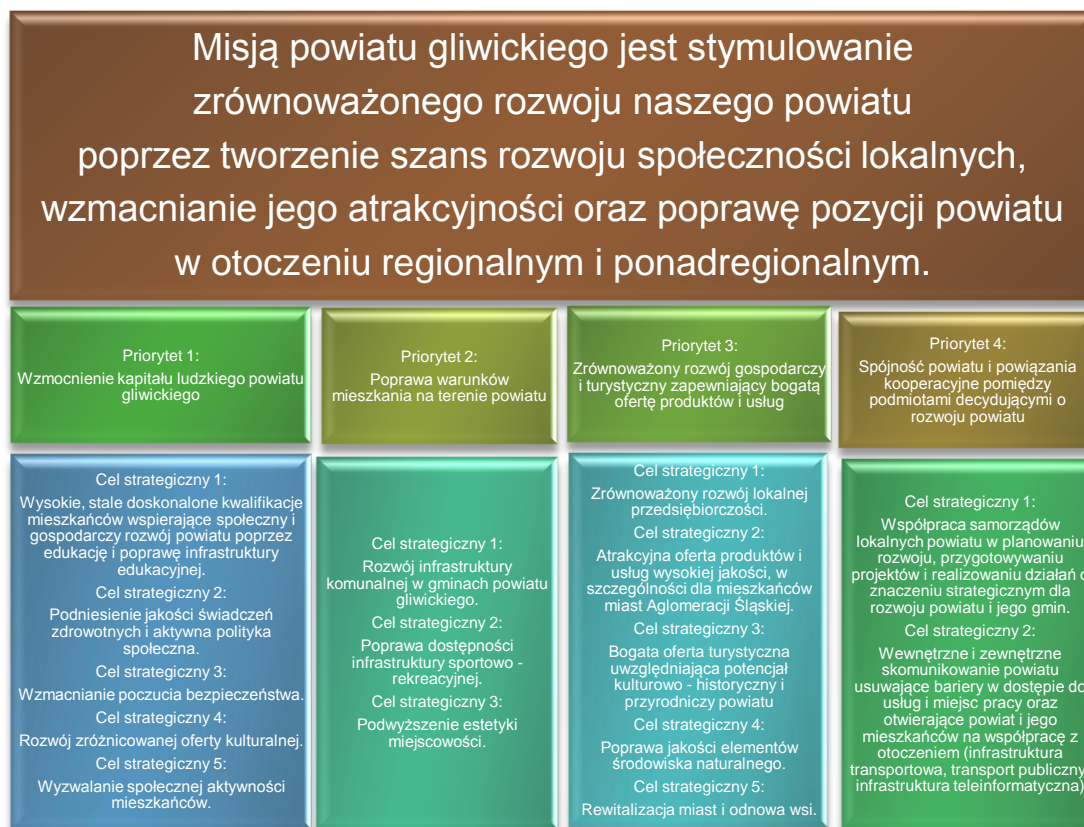 Misją powiatu gliwickiego jest stymulowanie
zrównoważonego rozwoju naszego powiatu
poprzez tworzenie szans rozwoju społeczności lokalnych,
wzmacnianie jego atrakcyjności oraz poprawę pozycji powiatu
w otoczeniu regionalnym i ponadregionalnym.
Priorytet 1:
Wzmocnienie kapitału ludzkiego powiatu
gliwickiego
Priorytet 2:
Poprawa warunków
mieszkania na terenie powiatu
Priorytet 3:
Zrównoważony rozwój gospodarczy
i turystyczny zapewniający bogatą
ofertę produktów i usług
Priorytet 4:
Spójność powiatu i powiązania
kooperacyjne pomiędzy
podmiotami decydującymi o
rozwoju powiatu
Cel strategiczny 1:
Wysokie, stale doskonalone kwalifikacje
mieszkańców wspierające społeczny i
gospodarczy rozwój powiatu poprzez
edukację i poprawę infrastruktury
edukacyjnej.
Cel strategiczny 2:
Podniesienie jakości świadczeń
zdrowotnych i aktywna polityka
społeczna.
Cel strategiczny 3:
Wzmacnianie poczucia bezpieczeństwa.
Cel strategiczny 4:
Rozwój zróżnicowanej oferty kulturalnej.
Cel strategiczny 5:
Wyzwalanie społecznej aktywności
mieszkańców.
Cel strategiczny 1:
Rozwój infrastruktury
komunalnej w gminach powiatu
gliwickiego.
Cel strategiczny 2:
Poprawa dostępności
infrastruktury sportowo -
rekreacyjnej.
Cel strategiczny 3:
Podwyższenie estetyki
miejscowości.
Cel strategiczny 1:
Zrównoważony rozwój lokalnej
przedsiębiorczości.
Cel strategiczny 2:
Atrakcyjna oferta produktów i
usług wysokiej jakości, w
szczególności dla mieszkańców
miast Aglomeracji Śląskiej.
Cel strategiczny 3:
Bogata oferta turystyczna
uwzględniająca potencjał
kulturowo - historyczny i
przyrodniczy powiatu
Cel strategiczny 4:
Poprawa jakości elementów
środowiska naturalnego.
Cel strategiczny 5:
Rewitalizacja miast i odnowa wsi.
Cel strategiczny 1:
Współpraca samorządów
lokalnych powiatu w planowaniu
rozwoju, przygotowywaniu
projektów i realizowaniu działań o
znaczeniu strategicznym dla
rozwoju powiatu i jego gmin.
Cel strategiczny 2:
Wewnętrzne i zewnętrzne
skomunikowanie powiatu
usuwające bariery w dostępie do
usług i miejsc pracy oraz
otwierające powiat i jego
mieszkańców na współpracę z
otoczeniem (infrastruktura
transportowa, transport publiczny,
infrastruktura teleinformatyczna)